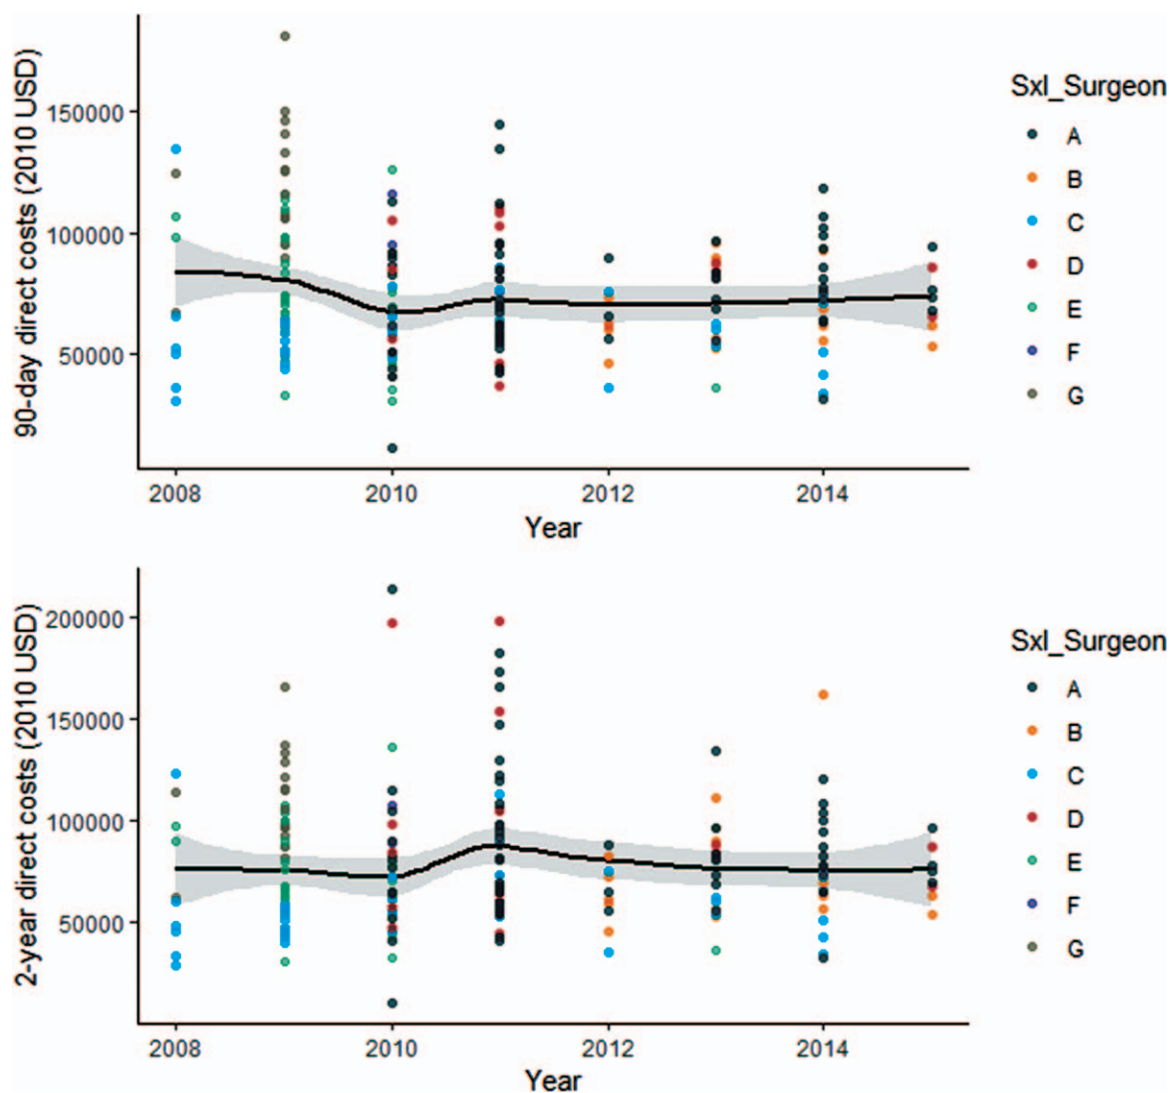 90-day direct costs (2010 USD)
150000
100000
50000
2008
2010
2012
2014
Year
Sxl_Surgeon
A
B
C
D
E
F
G
2-year direct costs (2010 USD)
200000
150000
100000
50000
2008
2010
2012
2014
Year
Sxl_Surgeon
A
B
C
D
E
F
G